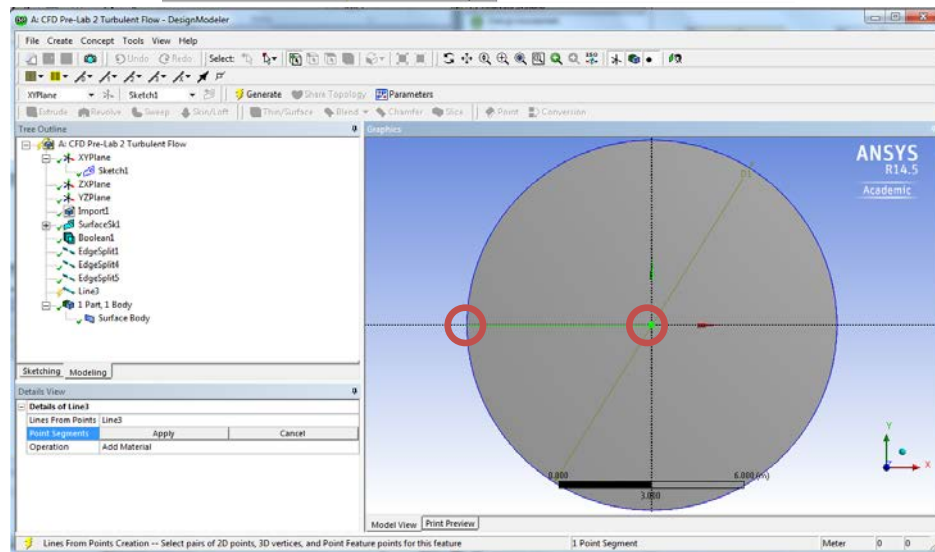 A: CFD Pre-Lab 2 Turbulent Flow - DesignModeler
File Create Concept Tools View Help
Undo Redo Select:
XYPlane Sketch1 Generate Share Topology Parameters
Extrude Revolve Sweep Skin/Loft Thin/Surface Blend Chamfer Slice Point Conversion
Tree Outline
A: CFD Pre-Lab 2 Turbulent Flow
XYPlane
Sketch1
ZXPlane
YZPlane
Import1
SurfaceSk1
Boolean1
EdgeSplit1
EdgeSplit4
EdgeSplit5
Line3
1 Part, 1 Body
Surface Body
Sketching Modeling
Details View
Details of Line3
Lines From Points Line3
Point Segments Apply Cancel
Operation Add Material
Graphics
ANSYS
R14.5
Academic
D1
0.000 6.000 (m)
3.000
Y
X
Model View Print Preview
Lines From Points Creation -- Select pairs of 2D points, 3D vertices, and Point Feature points for this feature 1 Point Segment Meter 0 0